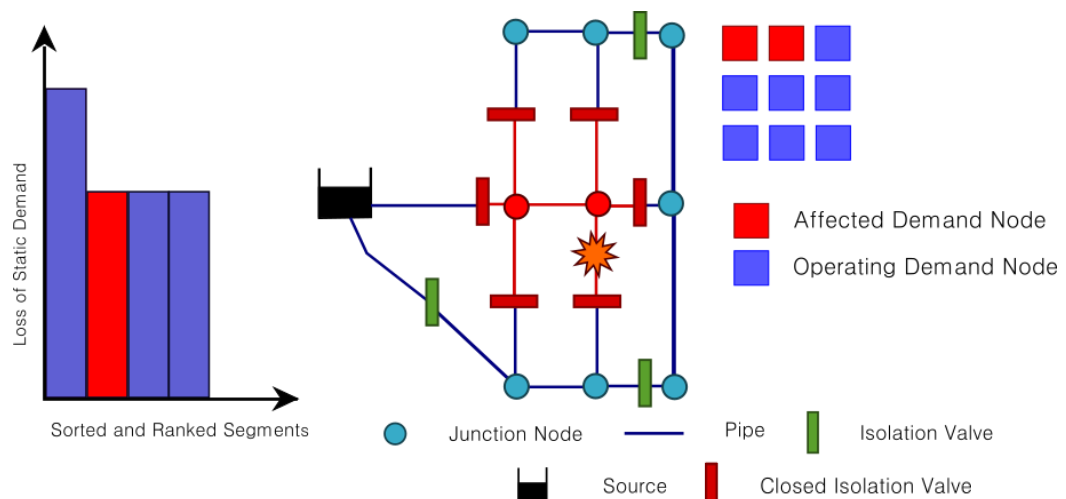 Loss of Static Demand
Sorted and Ranked Segments
Affected Demand Node
Operating Demand Node
Junction Node
Pipe
Isolation Valve
Source
Closed Isolation Valve